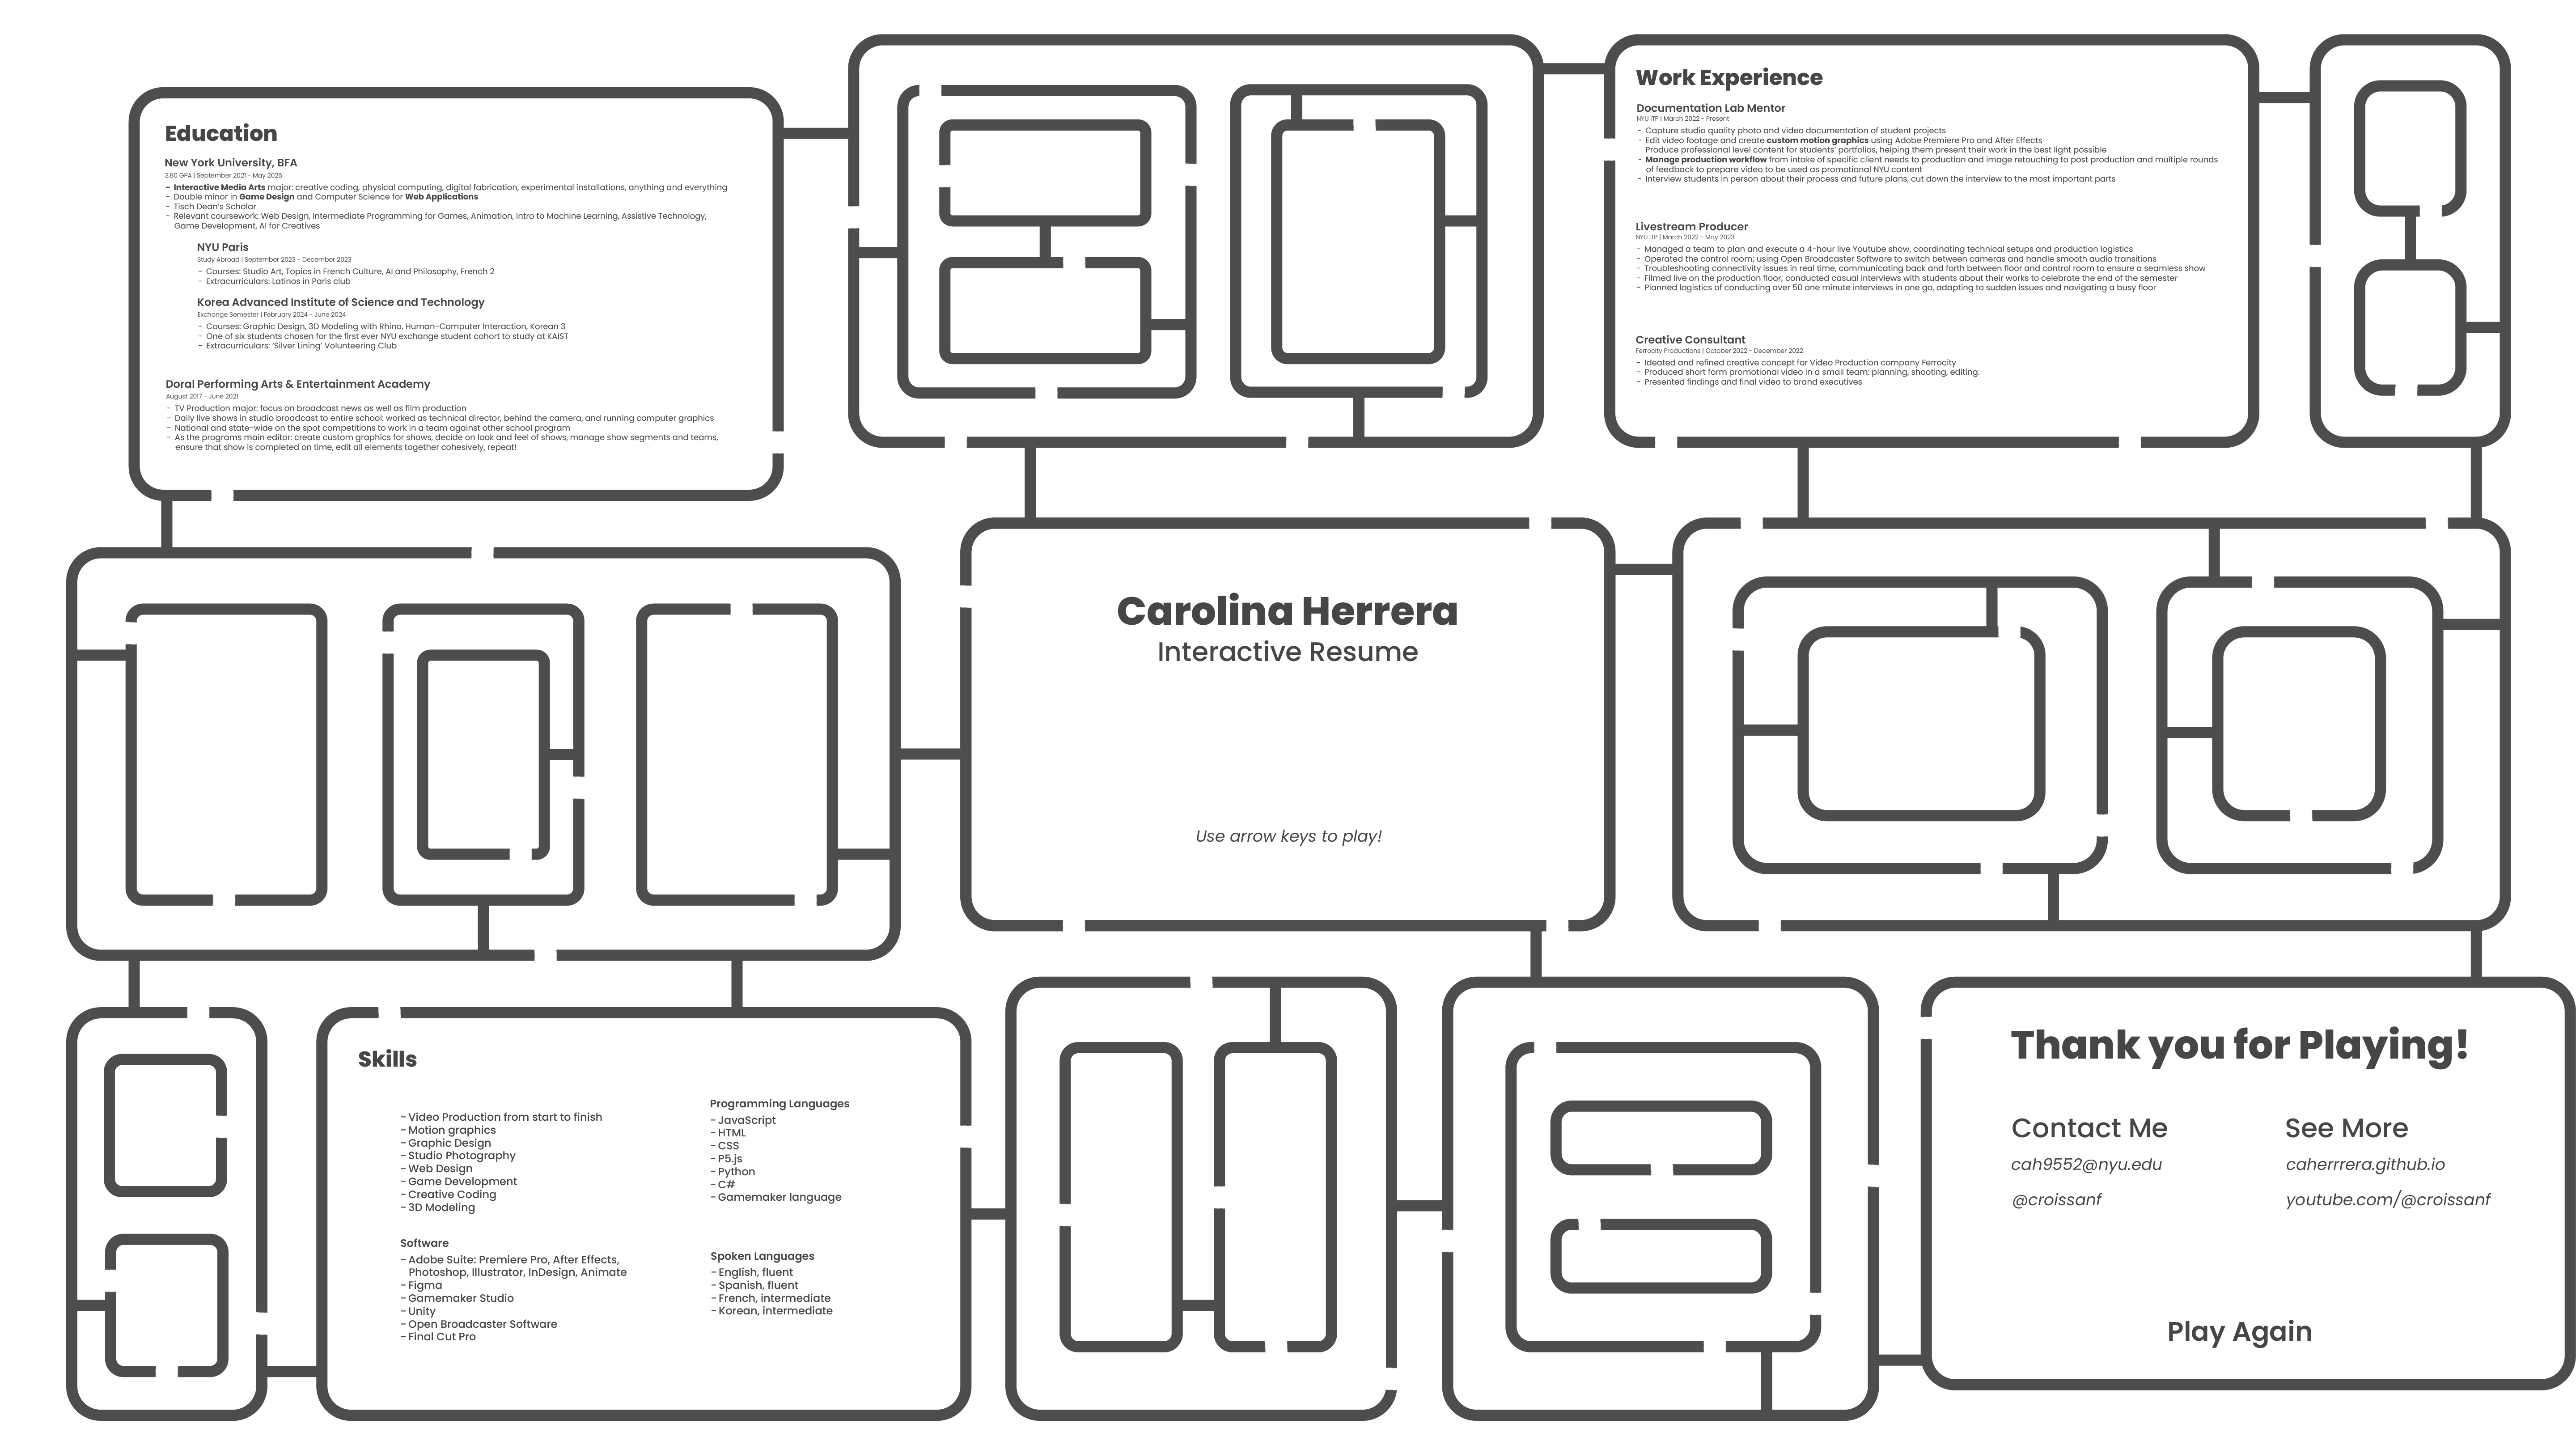 Education
New York University, BFA
3.80 GPA | September 2021 - May 2025
- Interactive Media Arts major: creative coding, physical computing, digital fabrication, experimental installations, anything and everything
- Double minor in Game Design and Computer Science for Web Applications
- Tisch Dean's Scholar
- Relevant coursework: Web Design, Intermediate Programming for Games, Animation, Intro to Machine Learning, Assistive Technology,
Game Development, AI for Creatives
NYU Paris
Study Abroad | September 2023 - December 2023
- Courses: Studio Art, Topics in French Culture, AI and Philosophy, French 2
- Extracurriculars: Latinos in Paris club
Korea Advanced Institute of Science and Technology
Exchange Semester | February 2024 - June 2024
- Courses: Graphic Design, 3D Modeling with Rhino, Human-Computer Interaction, Korean 3
- One of six students chosen for the first ever NYU exchange student cohort to study at KAIST
- Extracurriculars: 'Silver Lining' Volunteering Club
Doral Performing Arts & Entertainment Academy
August 2017 - June 2021
- TV Production major: focus on broadcast news as well as film production
- Daily live shows in studio broadcast to entire school: worked as technical director, behind the camera, and running computer graphics
- National and state-wide on the spot competitions to work in a team against other school program
- As the programs main editor: create custom graphics for shows, decide on look and feel of shows, manage show segments and teams,
ensure that show is completed on time, edit all elements together cohesively, repeat!
Work Experience
Documentation Lab Mentor
NYU ITP | March 2022 - Present
- Capture studio quality photo and video documentation of student projects
- Edit video footage and create custom motion graphics using Adobe Premiere Pro and After Effects
Produce professional level content for students' portfolios, helping them present their work in the best light possible
- Manage production workflow from intake of specific client needs to production and image retouching to post production and multiple rounds
of feedback to prepare video to be used as promotional NYU content
- Interview students in person about their process and future plans, cut down the interview to the most important parts
Livestream Producer
NYU ITP | March 2022 - May 2023
- Managed a team to plan and execute a 4-hour live Youtube show, coordinating technical setups and production logistics
- Operated the control room; using Open Broadcaster Software to switch between cameras and handle smooth audio transitions
- Troubleshooting connectivity issues in real time, communicating back and forth between floor and control room to ensure a seamless show
- Filmed live on the production floor; conducted casual interviews with students about their works to celebrate the end of the semester
- Planned logistics of conducting over 50 one minute interviews in one go, adapting to sudden issues and navigating a busy floor
Creative Consultant
Ferrocity Productions | October 2022 - December 2022
- Ideated and refined creative concept for Video Production company Ferrocity
- Produced short form promotional video in a small team: planning, shooting, editing.
- Presented findings and final video to brand executives
Carolina Herrera
Interactive Resume
Use arrow keys to play!
Skills
- Video Production from start to finish
- Motion graphics
- Graphic Design
- Studio Photography
- Web Design
- Game Development
- Creative Coding
- 3D Modeling
Software
- Adobe Suite: Premiere Pro, After Effects,
Photoshop, Illustrator, InDesign, Animate
- Figma
- Gamemaker Studio
- Unity
- Open Broadcaster Software
- Final Cut Pro
Programming Languages
- JavaScript
- HTML
- CSS
- P5.js
- Python
- C#
- Gamemaker language
Spoken Languages
- English, fluent
- Spanish, fluent
- French, intermediate
- Korean, intermediate
Thank you for Playing!
Contact Me
cah9552@nyu.edu
@croissanf
See More
caherrrera.github.io
youtube.com/@croissanf
Play Again